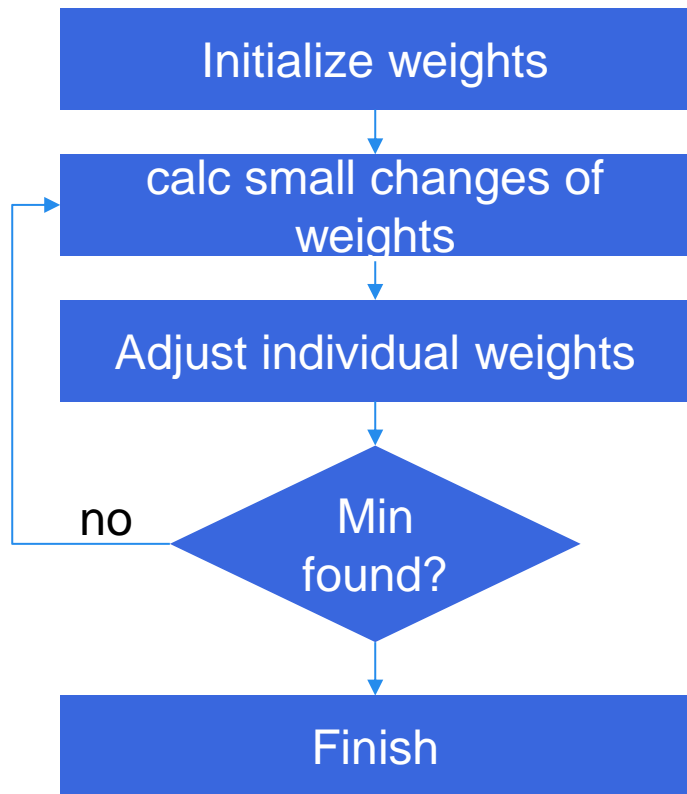 Initialize weights
calc small changes of
weights
Adjust individual weights
no
Min
found?
Finish